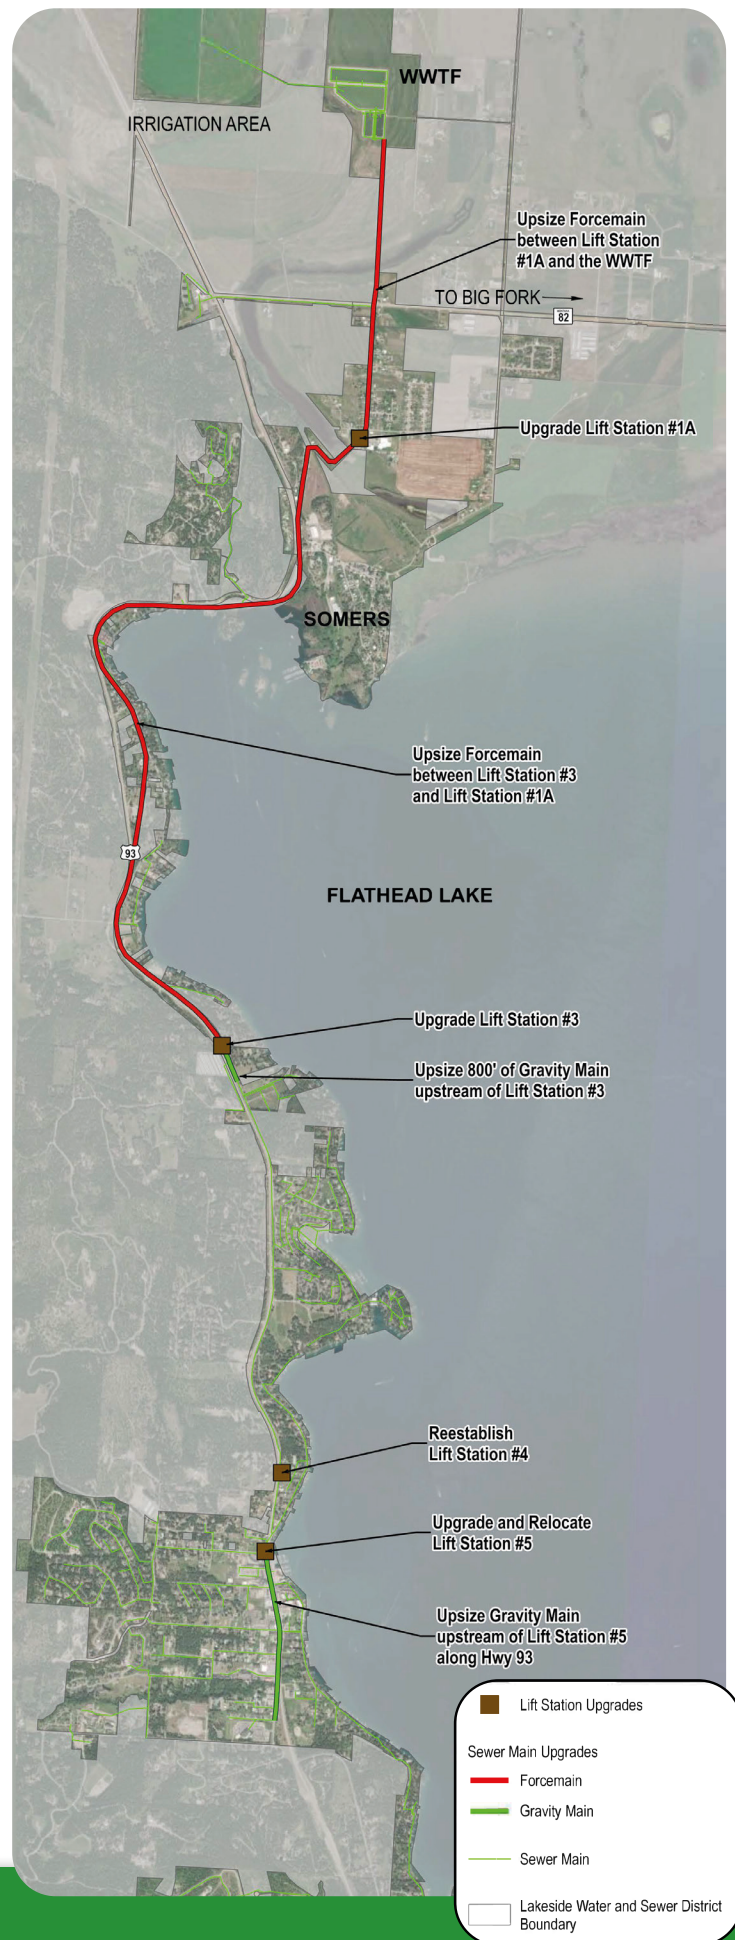 WWTF
IRRIGATION AREA
Upsize Forcemain
between Lift Station
#1A and the WWTF
TO BIG FORK
82
Upgrade Lift Station #1A
SOMERS
Upsize Forcemain
between Lift Station #3
and Lift Station #1A
93
FLATHEAD LAKE
Upgrade Lift Station #3
Upsize 800' of Gravity Main
upstream of Lift Station #3
Reestablish
Lift Station #4
Upgrade and Relocate
Lift Station #5
Upsize Gravity Main
upstream of Lift Station #5
along Hwy 93
Lift Station Upgrades
Sewer Main Upgrades
Forcemain
Gravity Main
Sewer Main
Lakeside Water and Sewer District
Boundary